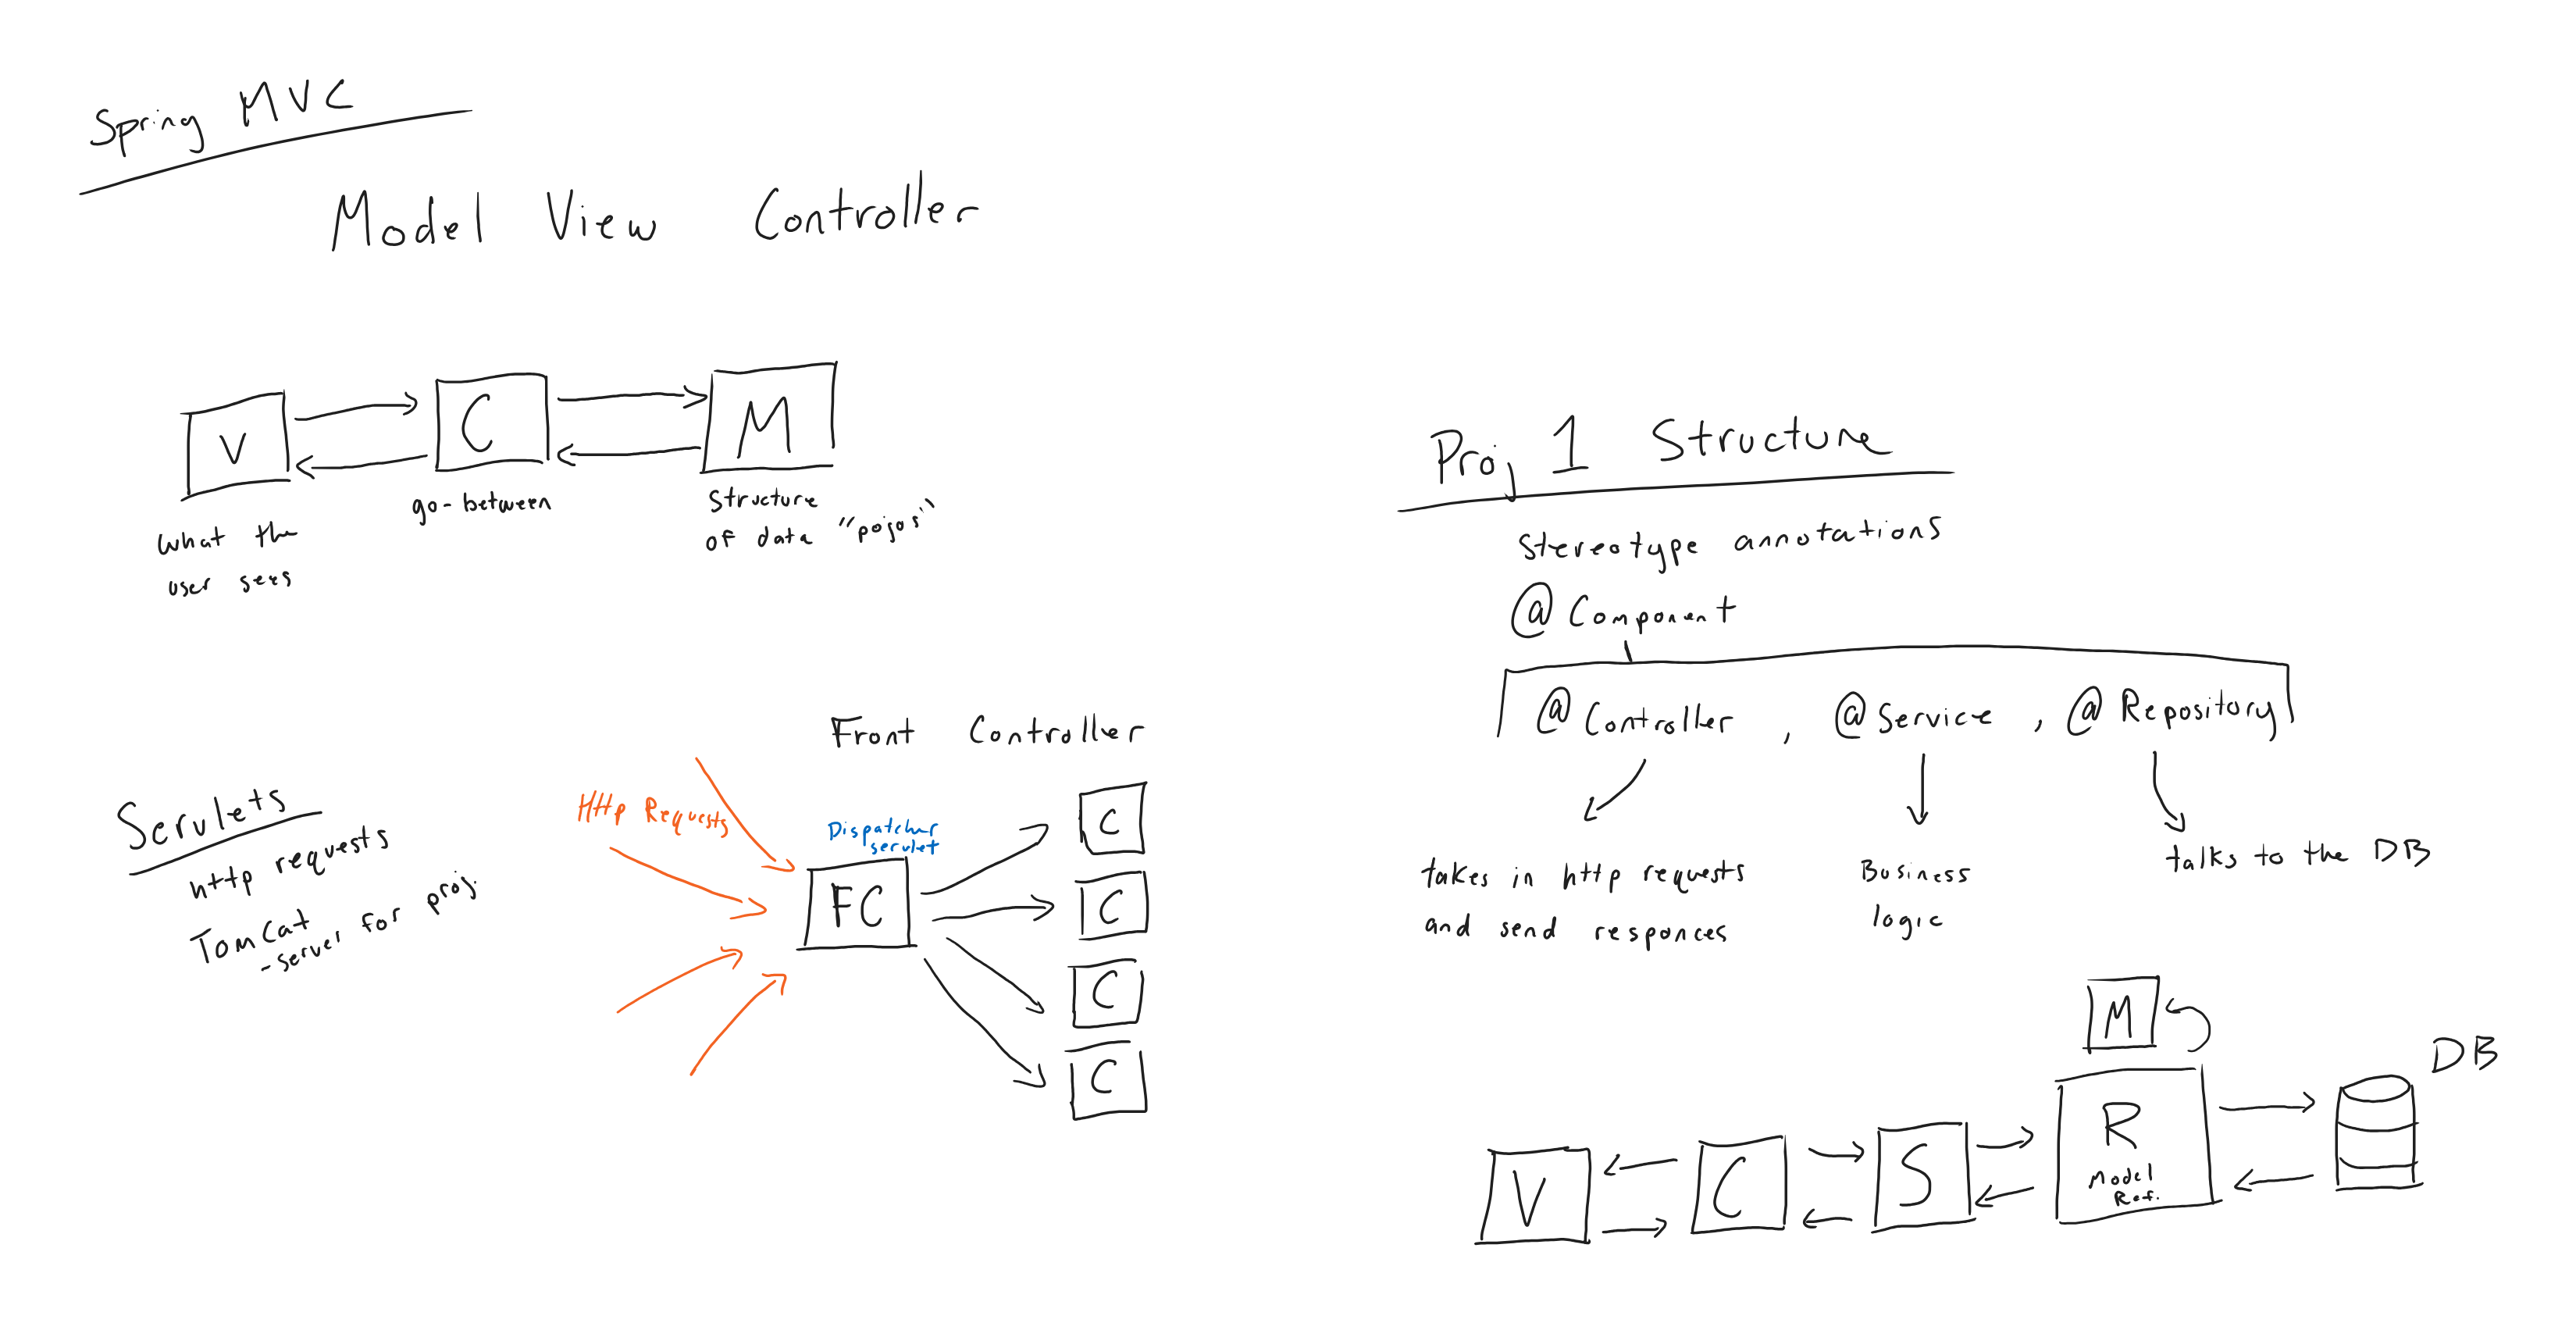 Spring MVC
Model View Controller
V
C
M
what the
user sees
go-between
Structure
of data "pojos"
Servlets
http requests
TomCat
-server for proj.
Front Controller
HHp Requests
Dispatcher
servlet
FC
C
C
C
C
Proj 1 Structure
Stereotype annotations
@Component
@Controller , @Service , @Repository
takes in http requests
and send responces
Business
logic
talks to the DB
M
DB
V
C
S
R
Model
Ref.